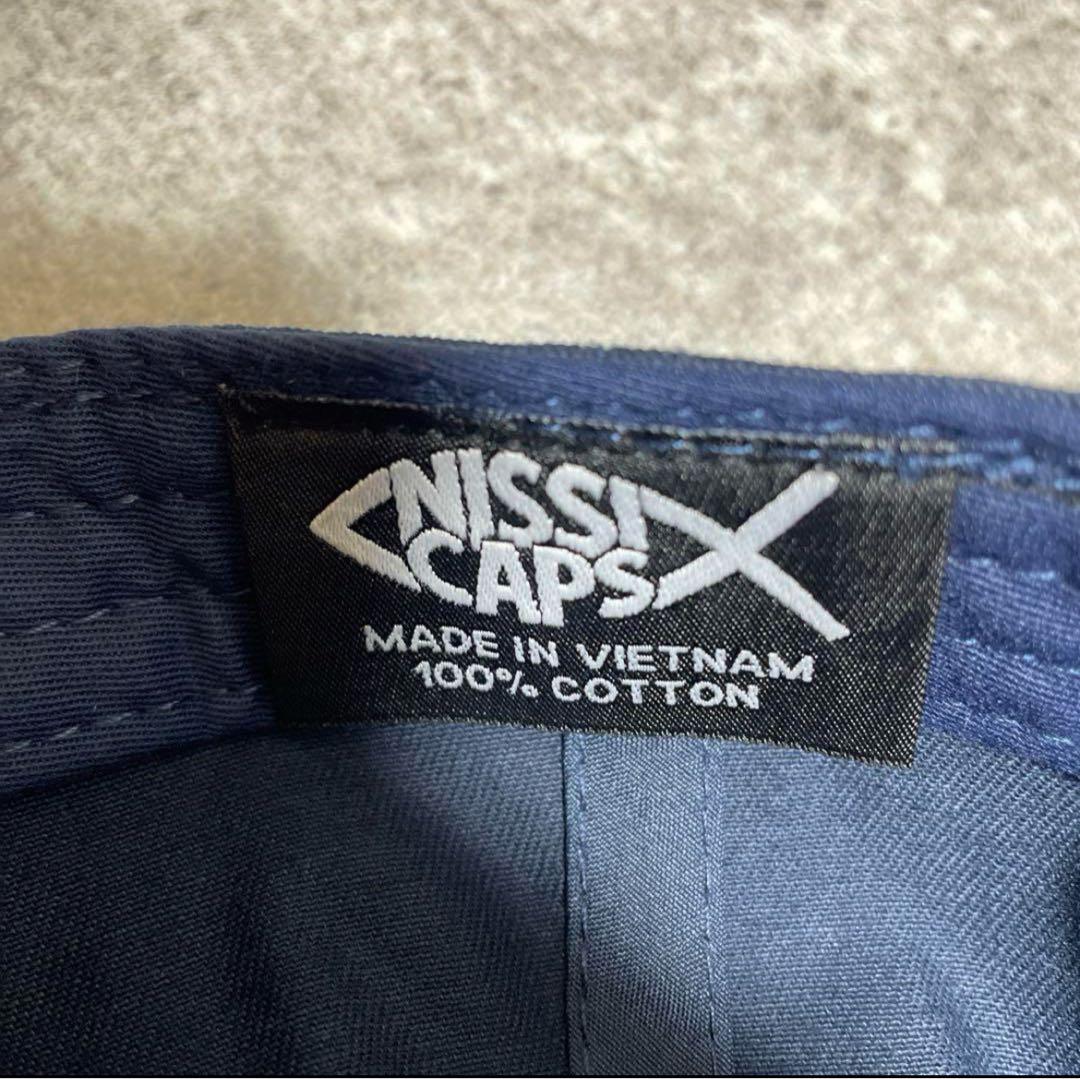 NISSI
CAPS
MADE IN VIETNAM
100% COTTON